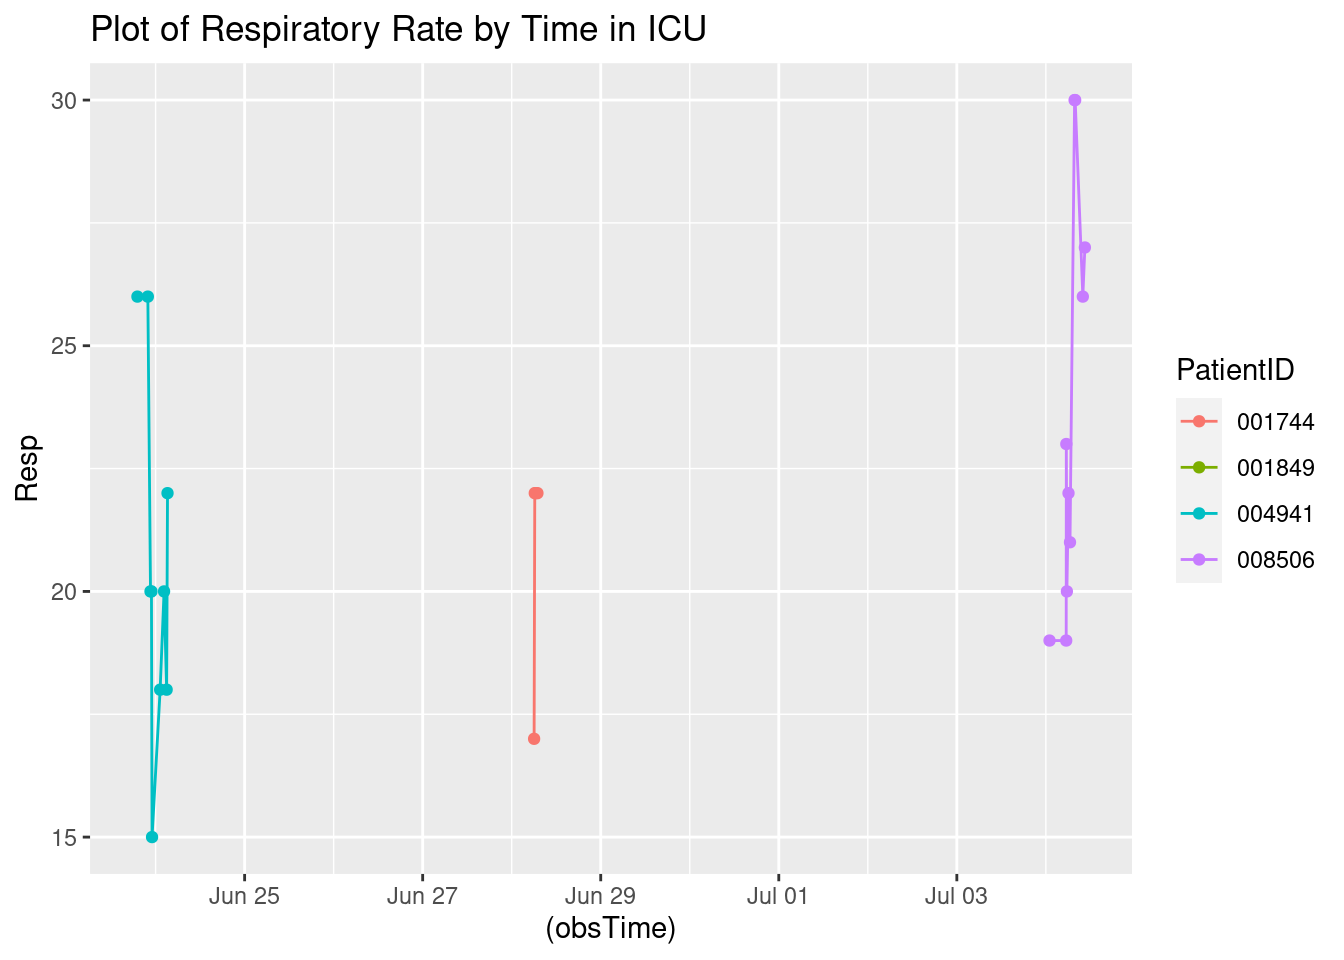 Plot of Respiratory Rate by Time in ICU
30
25
20
15
Resp
Jun 25 Jun 27 Jun 29 Jul 01 Jul 03
(obsTime)
PatientID
001744
001849
004941
008506